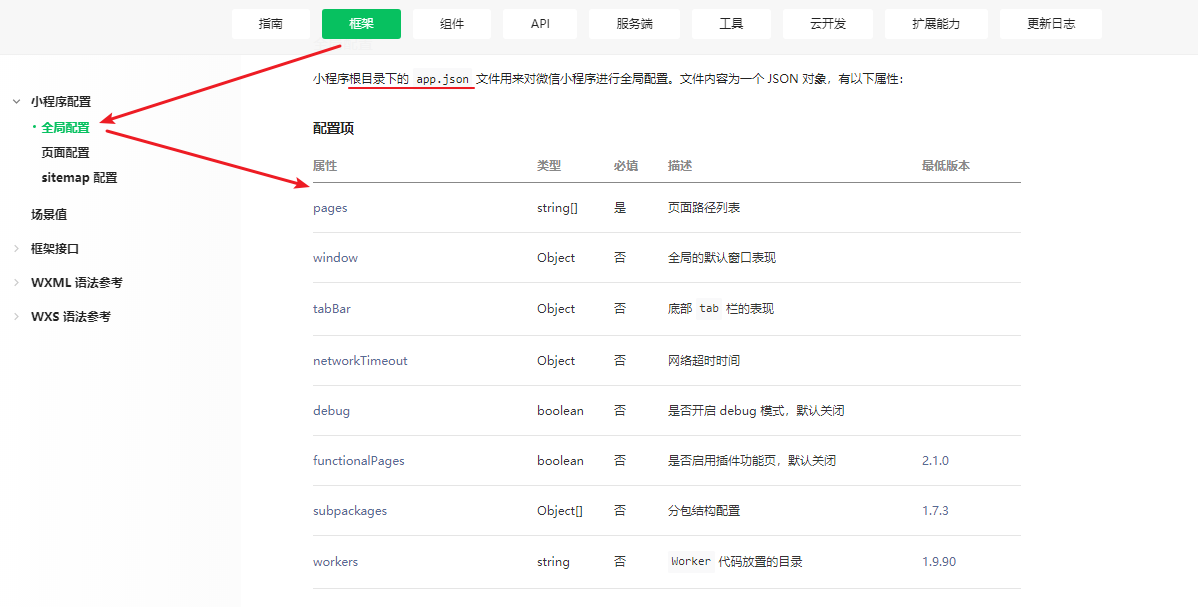 指南 框架 组件 API 服务端 工具 云开发 扩展能力 更新日志
小程序根目录下的 app.json 文件用来对微信小程序进行全局配置。文件内容为一个 JSON 对象，有以下属性：
小程序配置
全局配置
页面配置
sitemap 配置
场景值
框架接口
WXML 语法参考
WXS 语法参考
配置项
属性 类型 必填 描述 最低版本
pages string[] 是 页面路径列表
window Object 否 全局的默认窗口表现
tabBar Object 否 底部 tab 栏的表现
networkTimeout Object 否 网络超时时间
debug boolean 否 是否开启 debug 模式，默认关闭
functionalPages boolean 否 是否启用插件功能页，默认关闭 2.1.0
subpackages Object[] 否 分包结构配置 1.7.3
workers string 否 Worker 代码放置的目录 1.9.90